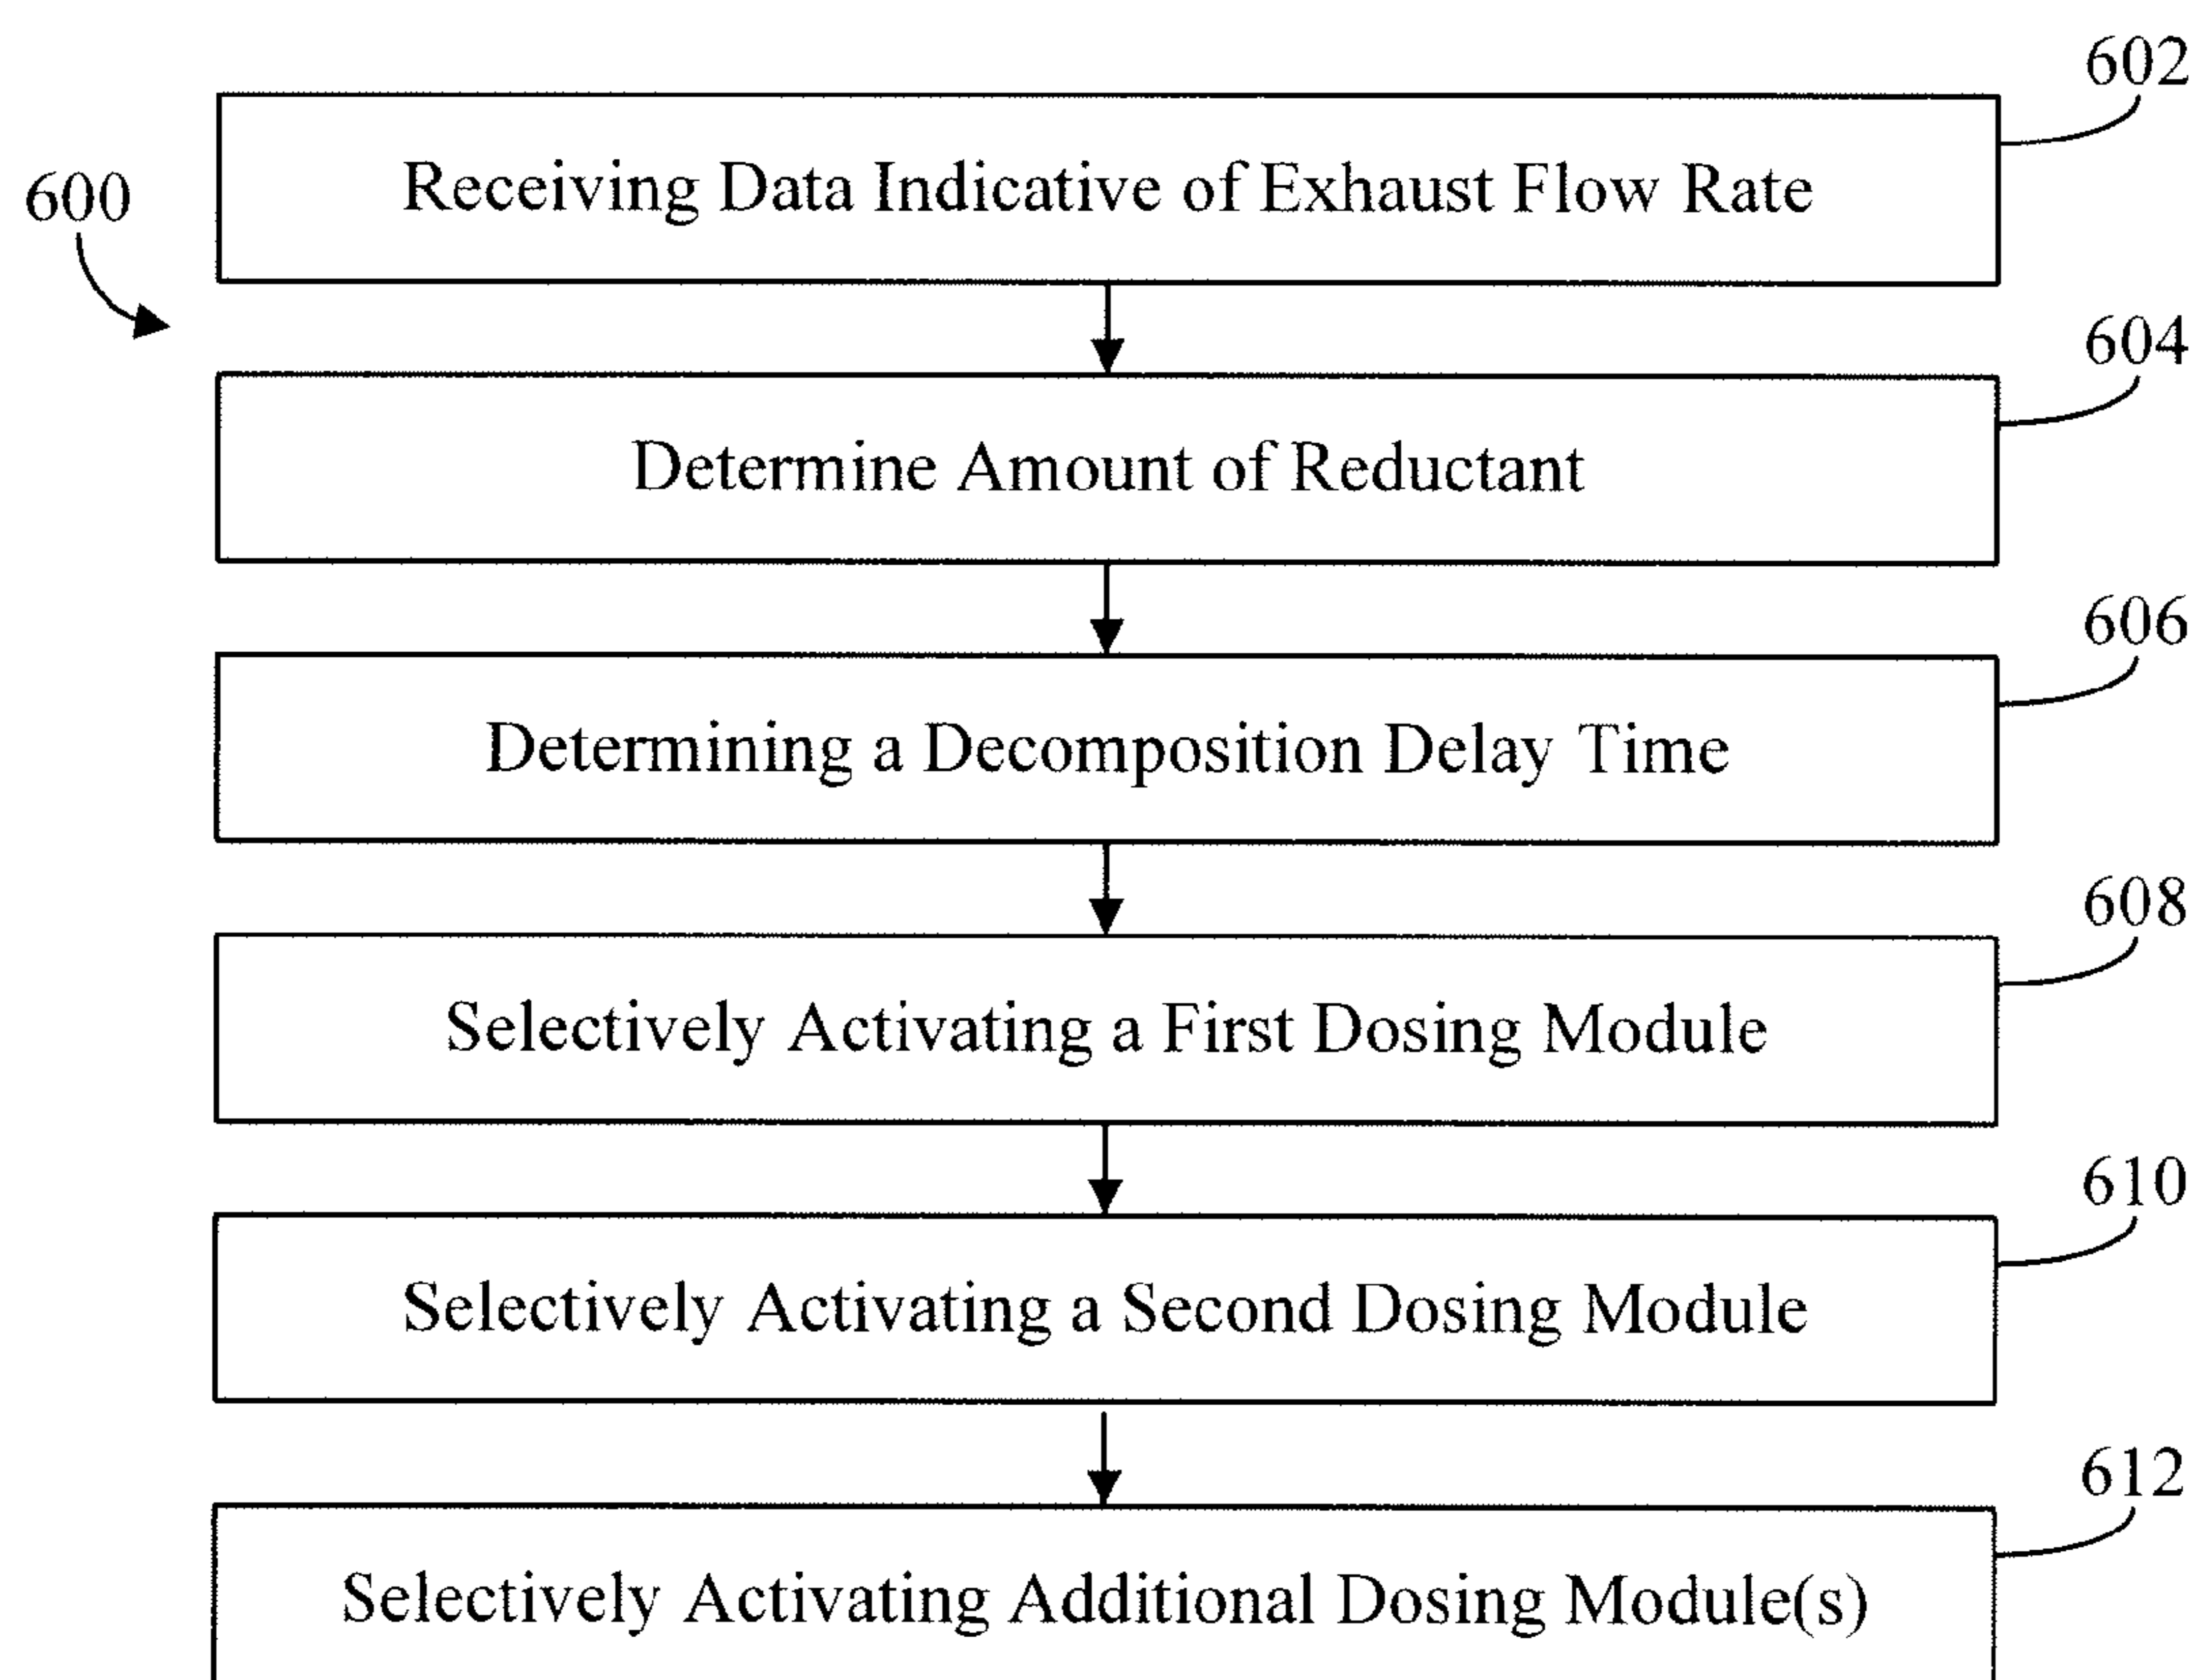 602
Receiving Data Indicative of Exhaust Flow Rate
600
604
Determine Amount of Reductant
606
Determining a Decomposition Delay Time
608
Selectively Activating a First Dosing Module
610
Selectively Activating a Second Dosing Module
612
Selectively Activating Additional Dosing Module(s)